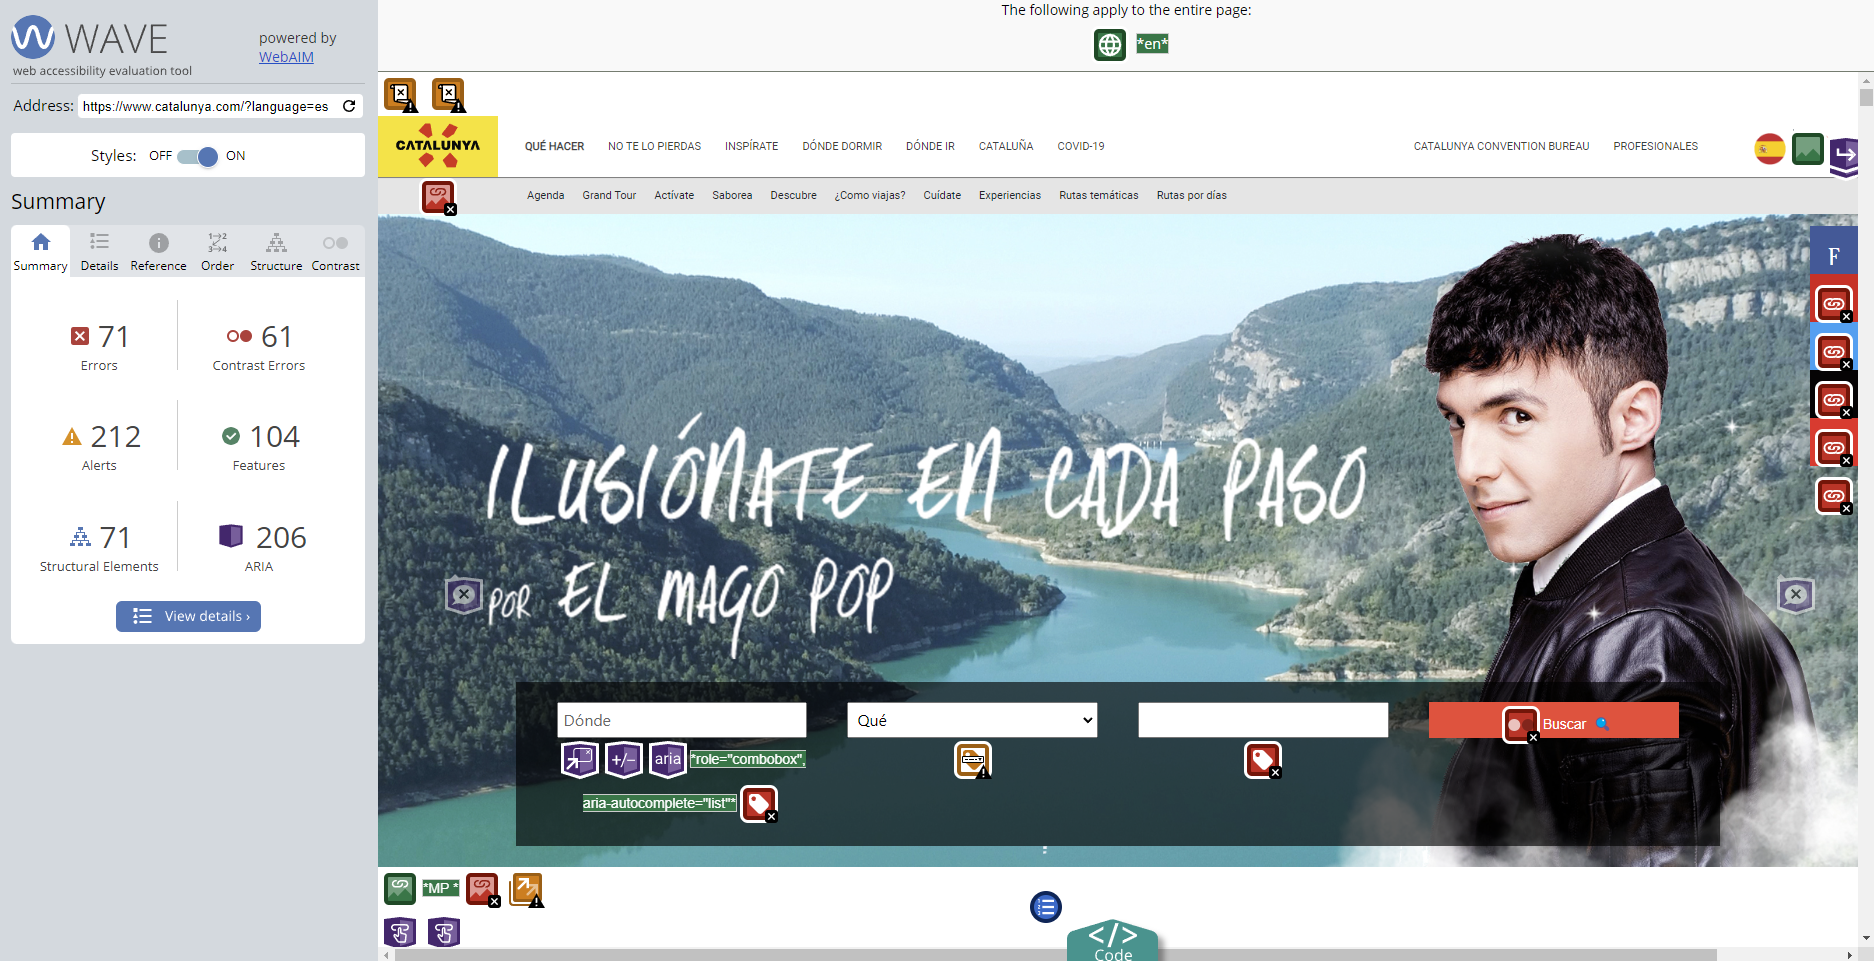 WAVE
powered by
WebAIM
web accessibility evaluation tool
Address: https://www.catalunya.com/?language=es
Styles: OFF ON
Summary
Summary Details Reference Order Structure Contrast
71
Errors
61
Contrast Errors
212
Alerts
104
Features
71
Structural Elements
206
ARIA
View details ›
The following apply to the entire page:
*en*
CATALUNYA
QUÉ HACER NO TE LO PIERDAS INSPÍRATE DÓNDE DORMIR DÓNDE IR CATALUÑA COVID-19 CATALUNYA CONVENTION BUREAU PROFESIONALES
Agenda Grand Tour Actívate Saborea Descubre ¿Como viajas? Cuídate Experiencias Rutas temáticas Rutas por días
F
ILUSIÓNATE EN CADA PASO
POR EL MAGO POP
Dónde Qué Buscar
+/- aria *role="combobox",
aria-autocomplete="list"*
*MP *
</>
Code